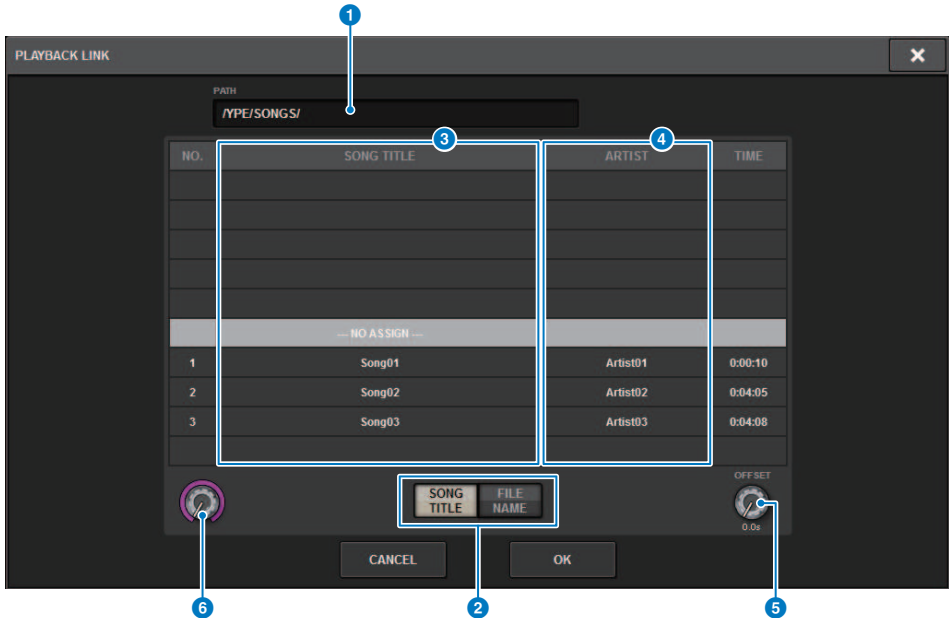 1
PLAYBACK LINK
PATH
/YPE/SONGS/
3
4
NO. SONG TITLE ARTIST TIME
--- NO ASSIGN ---
1 Song01 Artist01 0:00:10
2 Song02 Artist02 0:04:05
3 Song03 Artist03 0:04:08
OFFSET
SONG TITLE FILE NAME
0.0s
CANCEL OK
6 2 5